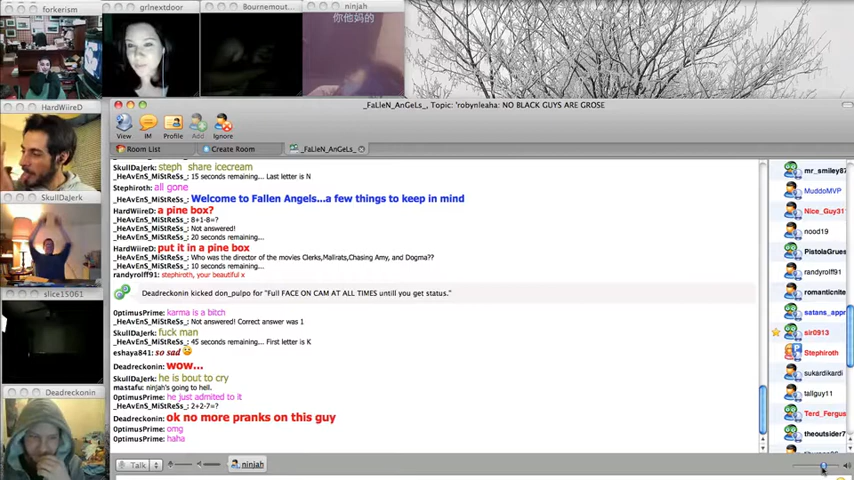 forkerism
grlnextdoor
Bournemout...
ninjah
你他妈的
_FaLleN_AnGeLs_, Topic: 'robynleaha: NO BLACK GUYS ARE GROSE
HardWiireD
View
IM
Profile
Add
Ignore
Room List
Create Room
_FaLleN_AnGeLs_
SkullDaJerk: steph share icecream
_HeAvEnS_MiStReSs_: 15 seconds remaining... Last letter is N
Stephiroth: all gone
_HeAvEnS_MiStReSs_: Welcome to Fallen Angels...a few things to keep in mind
HardWiireD: a pine box?
_HeAvEnS_MiStReSs_: 8+1-8=?
_HeAvEnS_MiStReSs_: Not answered!
_HeAvEnS_MiStReSs_: 20 seconds remaining...
HardWiireD: put it in a pine box
_HeAvEnS_MiStReSs_: Who was the director of the movies Clerks,Mallrats,Chasing Amy, and Dogma??
_HeAvEnS_MiStReSs_: 10 seconds remaining...
randyrolff91: stephiroth, your beautiful x
Deadreckonin kicked don_pulpo for "Full FACE ON CAM AT ALL TIMES untill you get status."
0ptimusPrime: karma is a bitch
_HeAvEnS_MiStReSs_: Not answered! Correct answer was 1
SkullDaJerk: fuck man
_HeAvEnS_MiStReSs_: 45 seconds remaining... First letter is K
eshaya841: so sad
Deadreckonin: wow...
SkullDaJerk: he is bout to cry
mastafu: ninjah's going to hell.
0ptimusPrime: he just admited to it
_HeAvEnS_MiStReSs_: 2+2-7=?
Deadreckonin: ok no more pranks on this guy
0ptimusPrime: omg
0ptimusPrime: haha
SkullDaJerk
slice15061
Deadreckonin
mr_smiley87
MuddoMVP
Nice_Guy31
nood19
PistolaGrues
randyrolff91
romanticnite
satans_appr
sir0913
Stephiroth
sukardikardi
tallguy11
Terd_Fergus
theoutsider7
Talk
ninjah